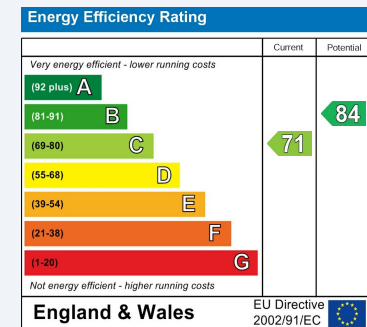 Energy Efficiency Rating
Current Potential
Very energy efficient - lower running costs
(92 plus) A
(81-91) B 84
(69-80) C 71
(55-68) D
(39-54) E
(21-38) F
(1-20) G
Not energy efficient - higher running costs
England & Wales
EU Directive
2002/91/EC